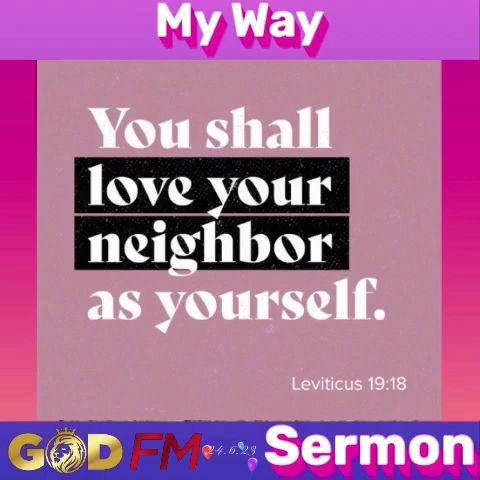 My Way
You shall
love your
neighbor
as yourself.
Leviticus 19:18
GOD FM 24.6.23 Sermon